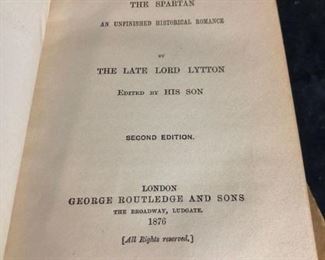 THE SPARTAN
AN UNFINISHED HISTORICAL ROMANCE
BY
THE LATE LORD LYTTON
EDITED BY HIS SON
SECOND EDITION.
LONDON
GEORGE ROUTLEDGE AND SONS
THE BROADWAY, LUDGATE.
1876
[All Rights reserved.]